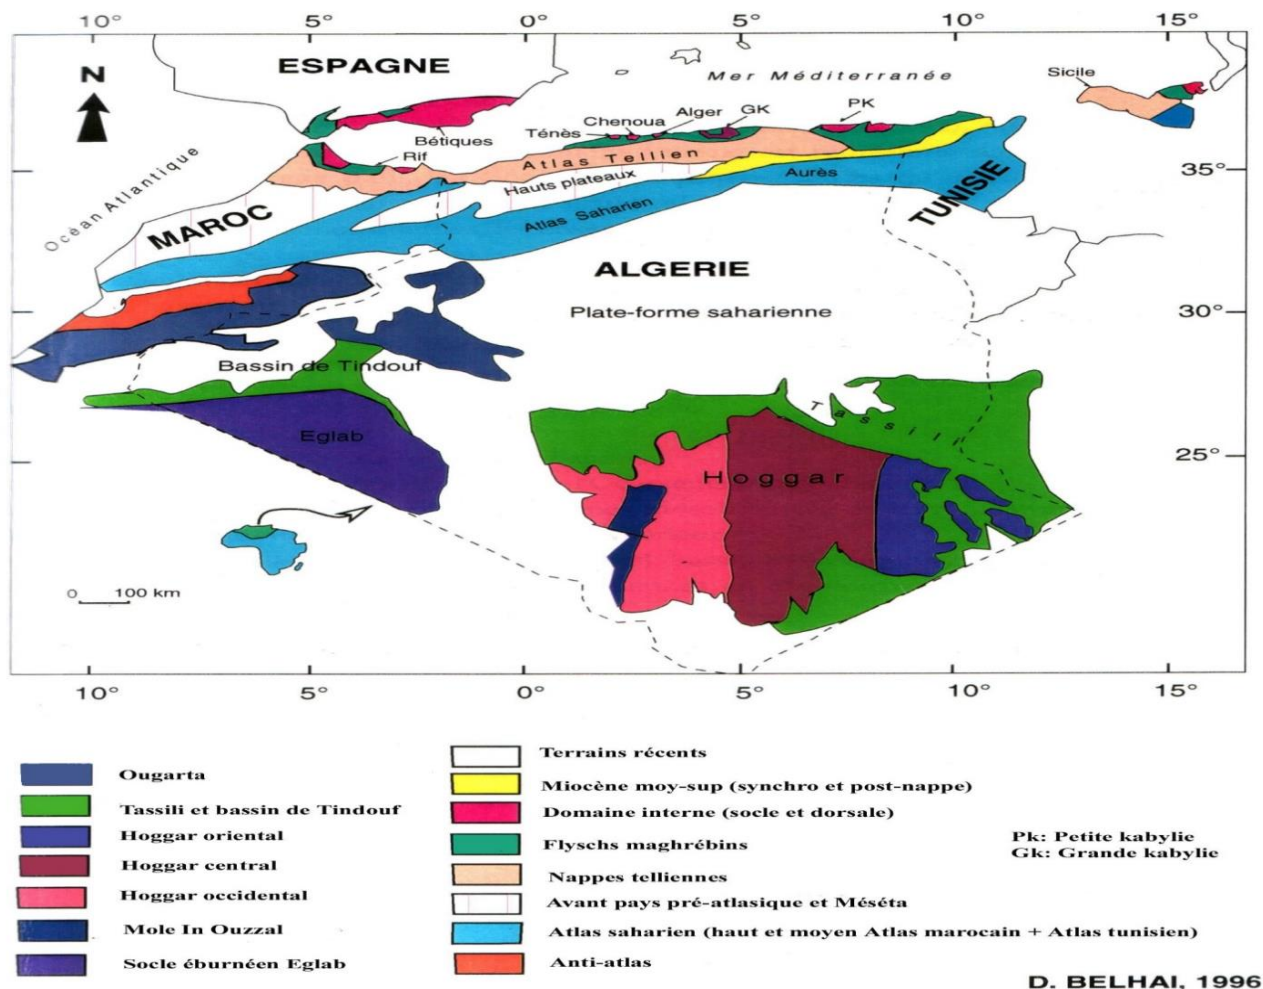 10° 5° 0° 5° 10° 15°
N
ESPAGNE
Mer Méditerranée
Sicile
Chenoua
Alger
GK
PK
Ténès
Bétiques
Rif
Atlas Tellien
Océan Atlantique
Hauts plateaux
Aurès
35°
MAROC
Atlas Saharien
TUNISIE
ALGERIE
Plate-forme saharienne
30°
Bassin de Tindouf
Tassili
Eglab
Hoggar
25°
0 100 km
10° 5° 0° 5° 10° 15°
Ougarta
Tassili et bassin de Tindouf
Hoggar oriental
Hoggar central
Hoggar occidental
Mole In Ouzzal
Socle éburnéen Eglab
Terrains récents
Miocène moy-sup (synchro et post-nappe)
Domaine interne (socle et dorsale)
Flyschs maghrébins
Nappes telliennes
Avant pays pré-atlasique et Méséta
Atlas saharien (haut et moyen Atlas marocain + Atlas tunisien)
Anti-atlas
Pk: Petite kabylie
Gk: Grande kabylie
D. BELHAI, 1996